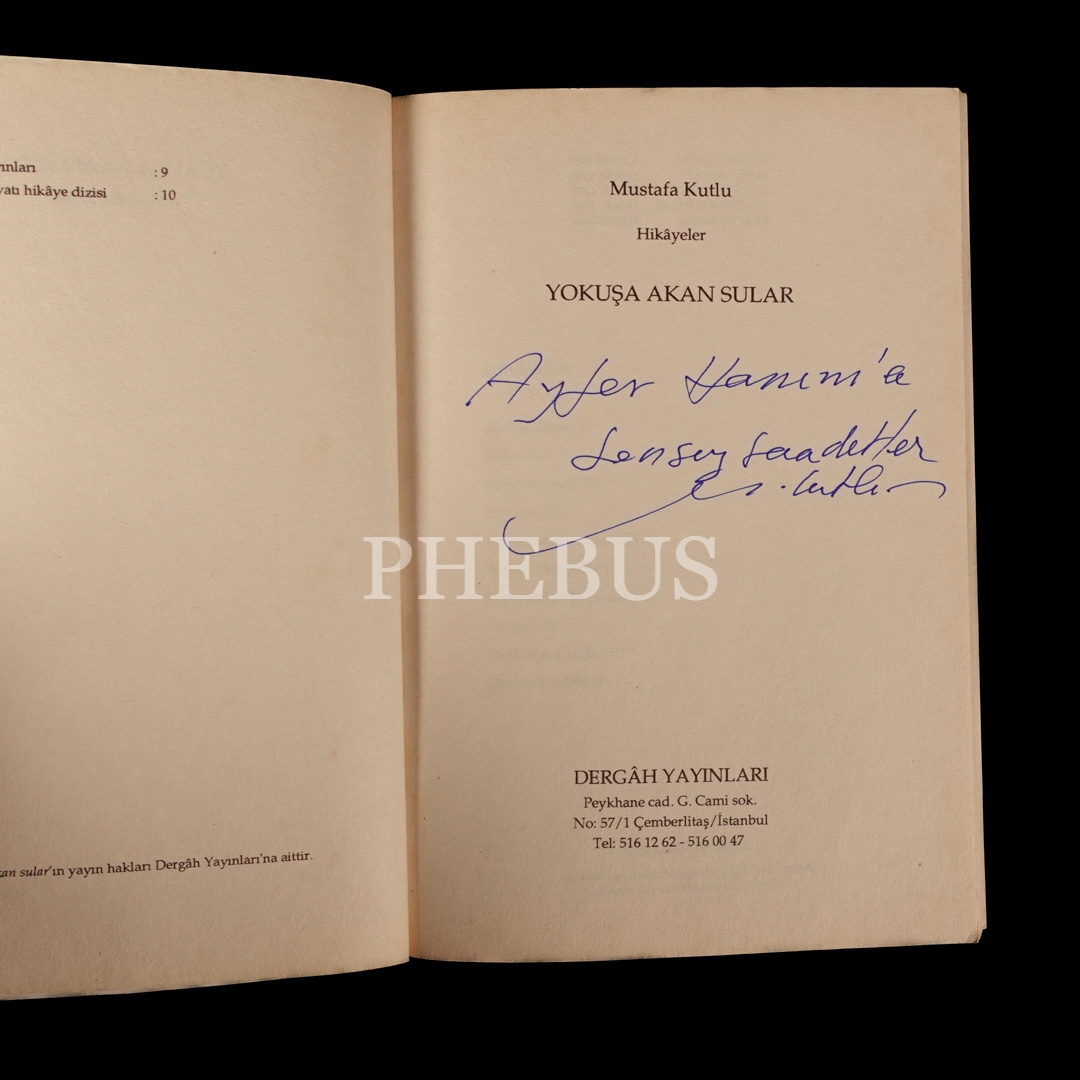 ınları : 9
yatı hikâye dizisi : 10
kan sular'ın yayın hakları Dergâh Yayınları'na aittir.
Mustafa Kutlu
Hikâyeler
YOKUŞA AKAN SULAR
Ayfer Hanım'a
saadetler
M. Kutlu
PHEBUS
DERGÂH YAYINLARI
Peykhane cad. G. Cami sok.
No: 57/1 Çemberlitaş/İstanbul
Tel: 516 12 62 - 516 00 47